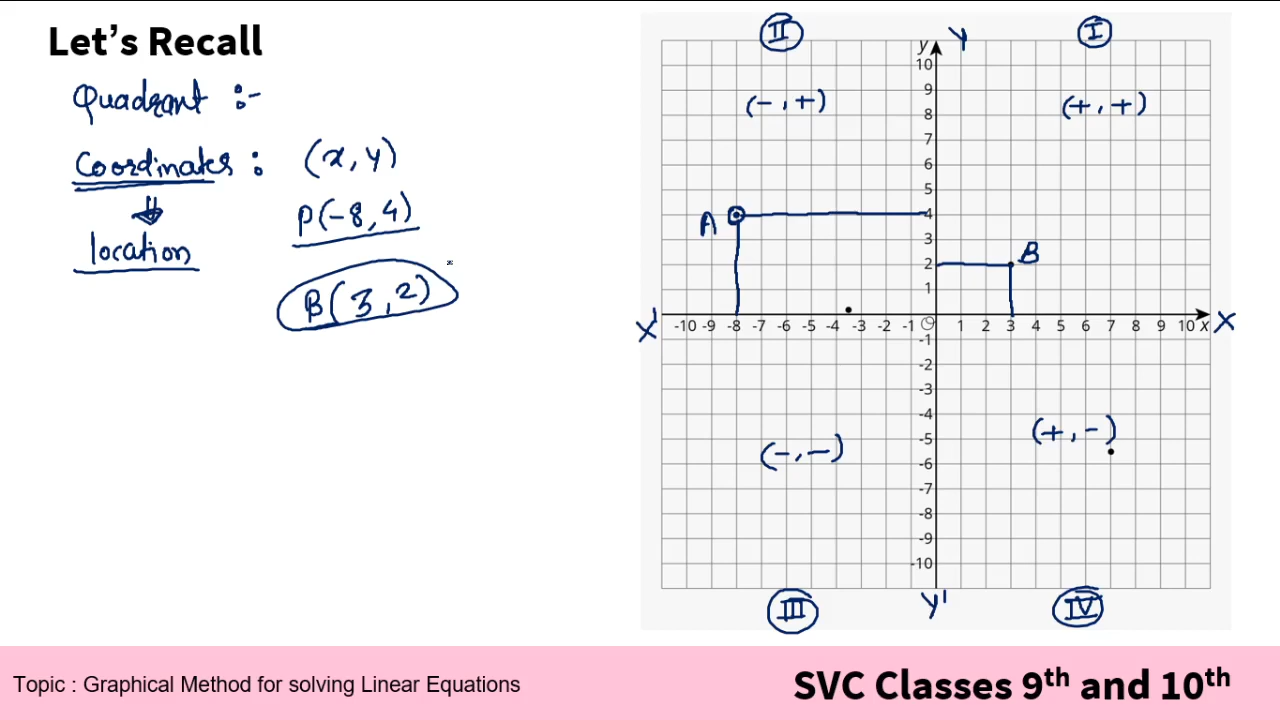 Let's Recall
Quadrant :-
Coordinates : (x, y)
P(-8, 4)
location
B(3, 2)
II
I
Y
y
10
9
(-, +)
(+, +)
8
7
6
5
A
4
3
B
2
1
X'
-10 -9 -8 -7 -6 -5 -4 -3 -2 -1 O 1 2 3 4 5 6 7 8 9 10 x
X
-1
-2
-3
-4
(+, -)
-5
(-, -)
-6
-7
-8
-9
-10
III
Y'
IV
Topic : Graphical Method for solving Linear Equations
SVC Classes 9th and 10th